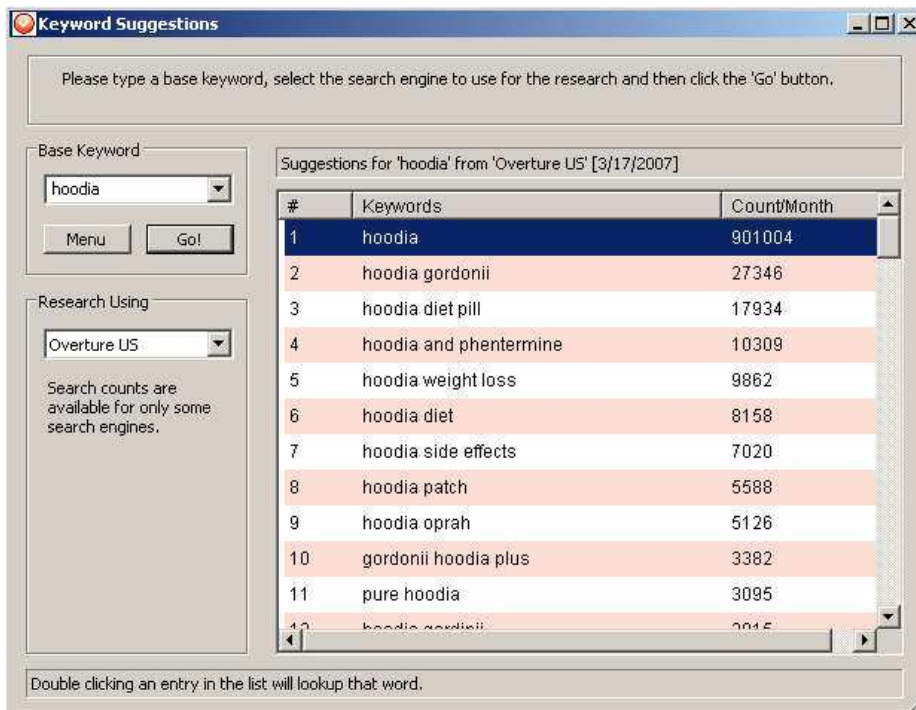 Keyword Suggestions
Please type a base keyword, select the search engine to use for the research and then click the 'Go' button.
Base Keyword
hoodia
Menu Go!
Research Using
Overture US
Search counts are
available for only some
search engines.
Suggestions for 'hoodia' from 'Overture US' [3/17/2007]
# Keywords Count/Month
1 hoodia 901004
2 hoodia gordonii 27346
3 hoodia diet pill 17934
4 hoodia and phentermine 10309
5 hoodia weight loss 9862
6 hoodia diet 8158
7 hoodia side effects 7020
8 hoodia patch 5588
9 hoodia oprah 5126
10 gordonii hoodia plus 3382
11 pure hoodia 3095
12 hoodia
Double clicking an entry in the list will lookup that word.